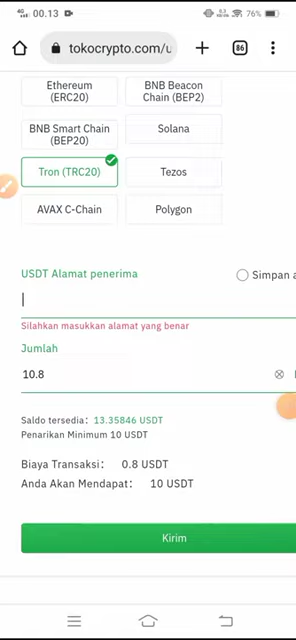 00.13
76%
tokocrypto.com/u
86
Ethereum
(ERC20)
BNB Beacon
Chain (BEP2)
BNB Smart Chain
(BEP20)
Solana
Tron (TRC20)
Tezos
AVAX C-Chain
Polygon
USDT Alamat penerima
Simpan a
Silahkan masukkan alamat yang benar
Jumlah
10.8
Saldo tersedia: 13.35846 USDT
Penarikan Minimum 10 USDT
Biaya Transaksi: 0.8 USDT
Anda Akan Mendapat: 10 USDT
Kirim